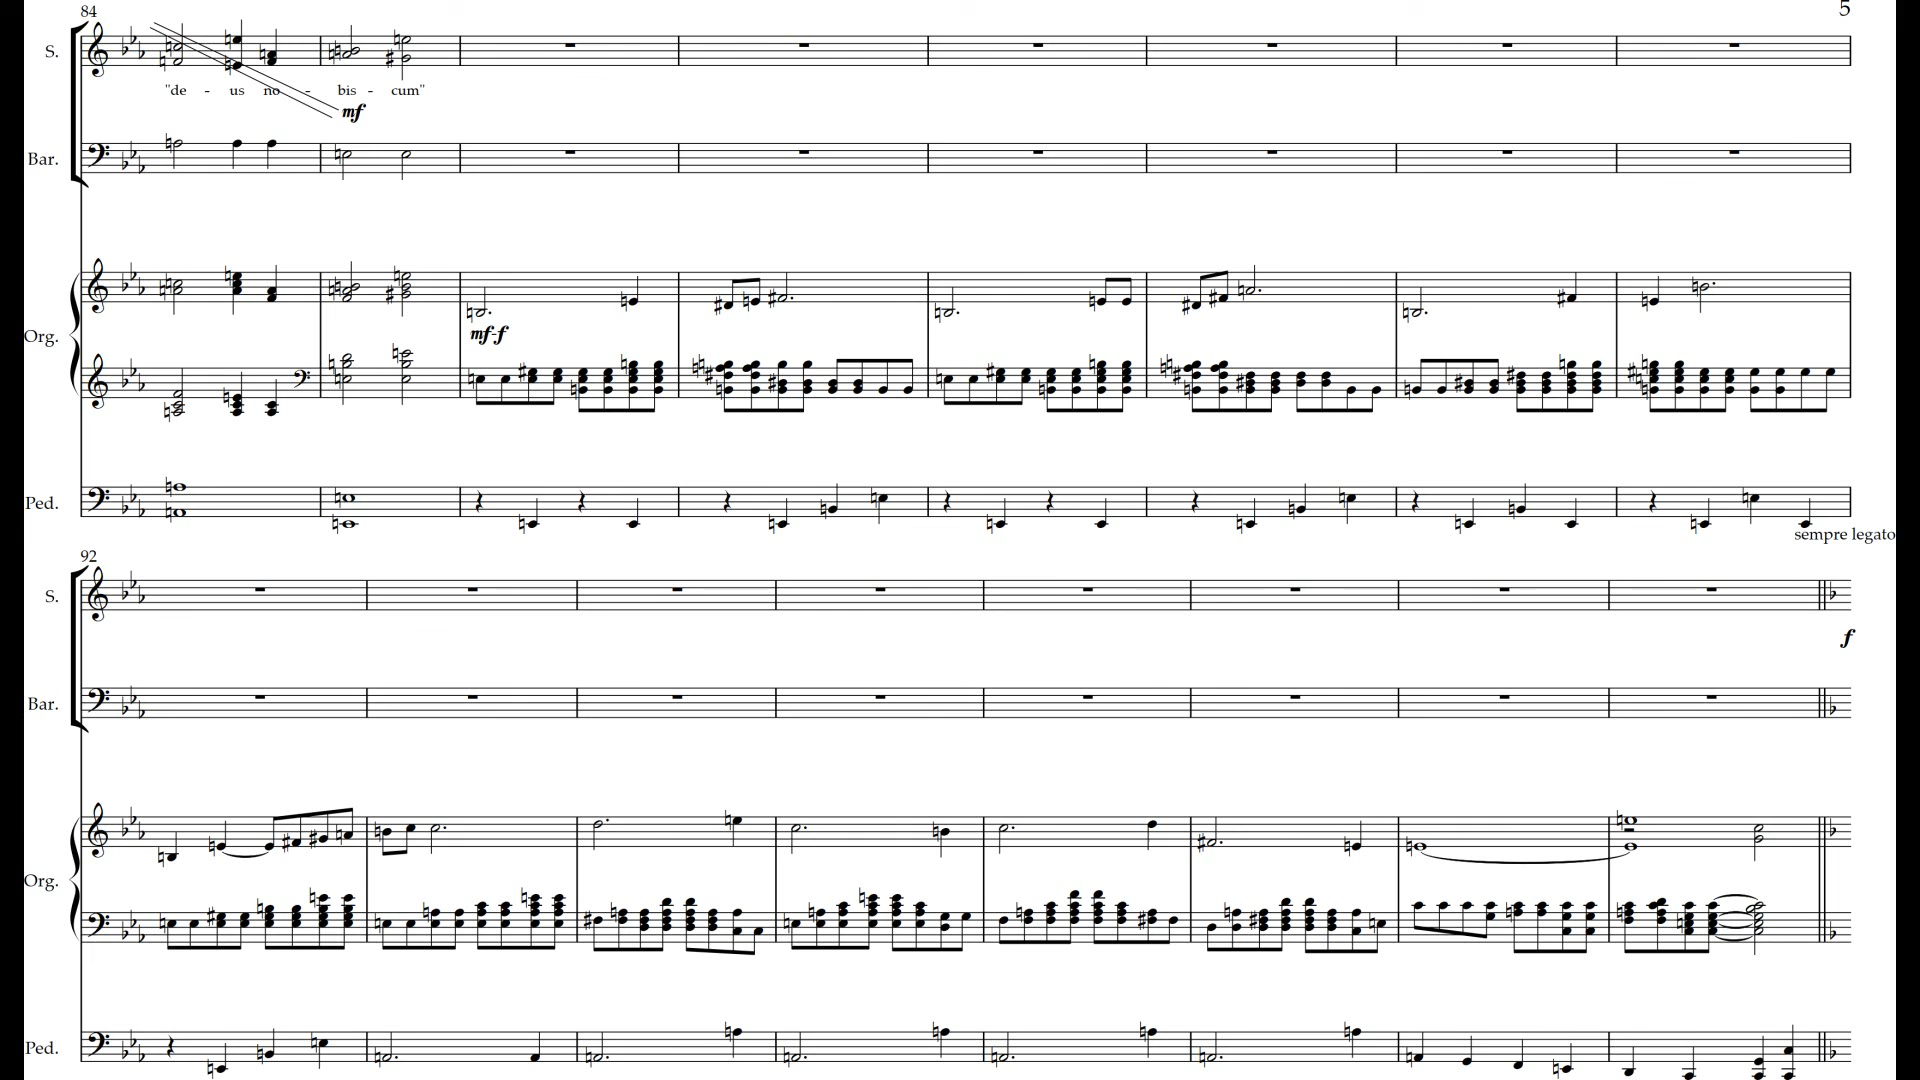 84
5
S.
"de - us no - bis - cum"
mf
Bar.
Org.
mf-f
Ped.
sempre legato
92
S.
f
Bar.
Org.
Ped.